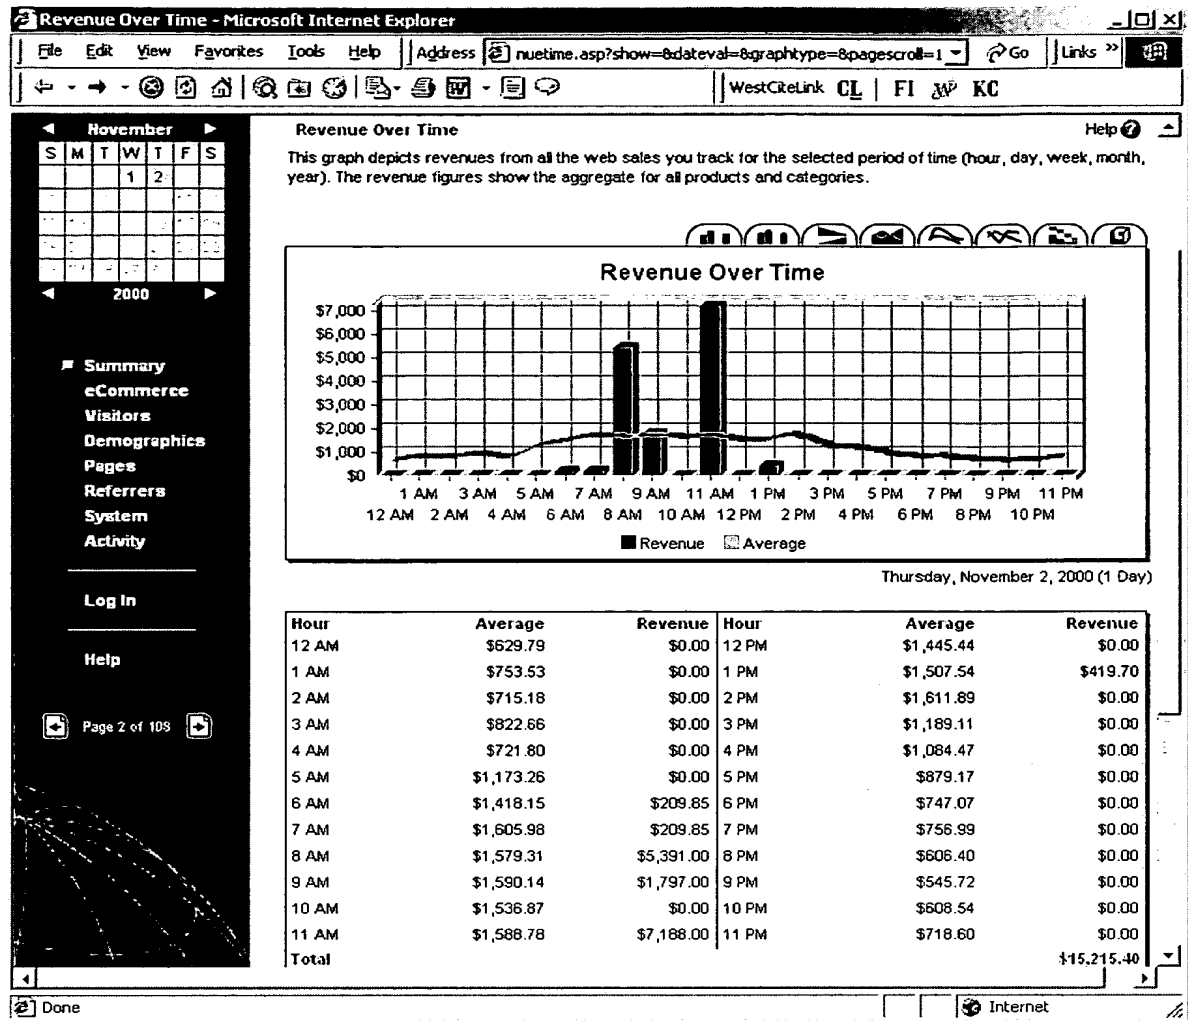 Revenue Over Time - Microsoft Internet Explorer
File Edit View Favorites Tools Help Address nuetime.asp?show=&dateval=&graphtype=&pagescroll=1 Go Links »
WestCiteLink CL FI WP KC
November
S M T W T F S
1 2
2000
Summary
eCommerce
Visitors
Demographics
Pages
Referrers
System
Activity
Log In
Help
Page 2 of 108
Revenue Over Time Help
This graph depicts revenues from all the web sales you track for the selected period of time (hour, day, week, month,
year). The revenue figures show the aggregate for all products and categories.
Revenue Over Time
$7,000
$6,000
$5,000
$4,000
$3,000
$2,000
$1,000
$0
1 AM 3 AM 5 AM 7 AM 9 AM 11 AM 1 PM 3 PM 5 PM 7 PM 9 PM 11 PM
12 AM 2 AM 4 AM 6 AM 8 AM 10 AM 12 PM 2 PM 4 PM 6 PM 8 PM 10 PM
Revenue Average
Thursday, November 2, 2000 (1 Day)
Hour Average Revenue Hour Average Revenue
12 AM $629.79 $0.00 12 PM $1,445.44 $0.00
1 AM $753.53 $0.00 1 PM $1,507.54 $419.70
2 AM $715.18 $0.00 2 PM $1,611.89 $0.00
3 AM $822.66 $0.00 3 PM $1,189.11 $0.00
4 AM $721.80 $0.00 4 PM $1,084.47 $0.00
5 AM $1,173.26 $0.00 5 PM $879.17 $0.00
6 AM $1,418.15 $209.85 6 PM $747.07 $0.00
7 AM $1,605.98 $209.85 7 PM $756.99 $0.00
8 AM $1,579.31 $5,391.00 8 PM $606.40 $0.00
9 AM $1,590.14 $1,797.00 9 PM $545.72 $0.00
10 AM $1,536.87 $0.00 10 PM $608.54 $0.00
11 AM $1,588.78 $7,188.00 11 PM $718.60 $0.00
Total $15,215.40
Done Internet